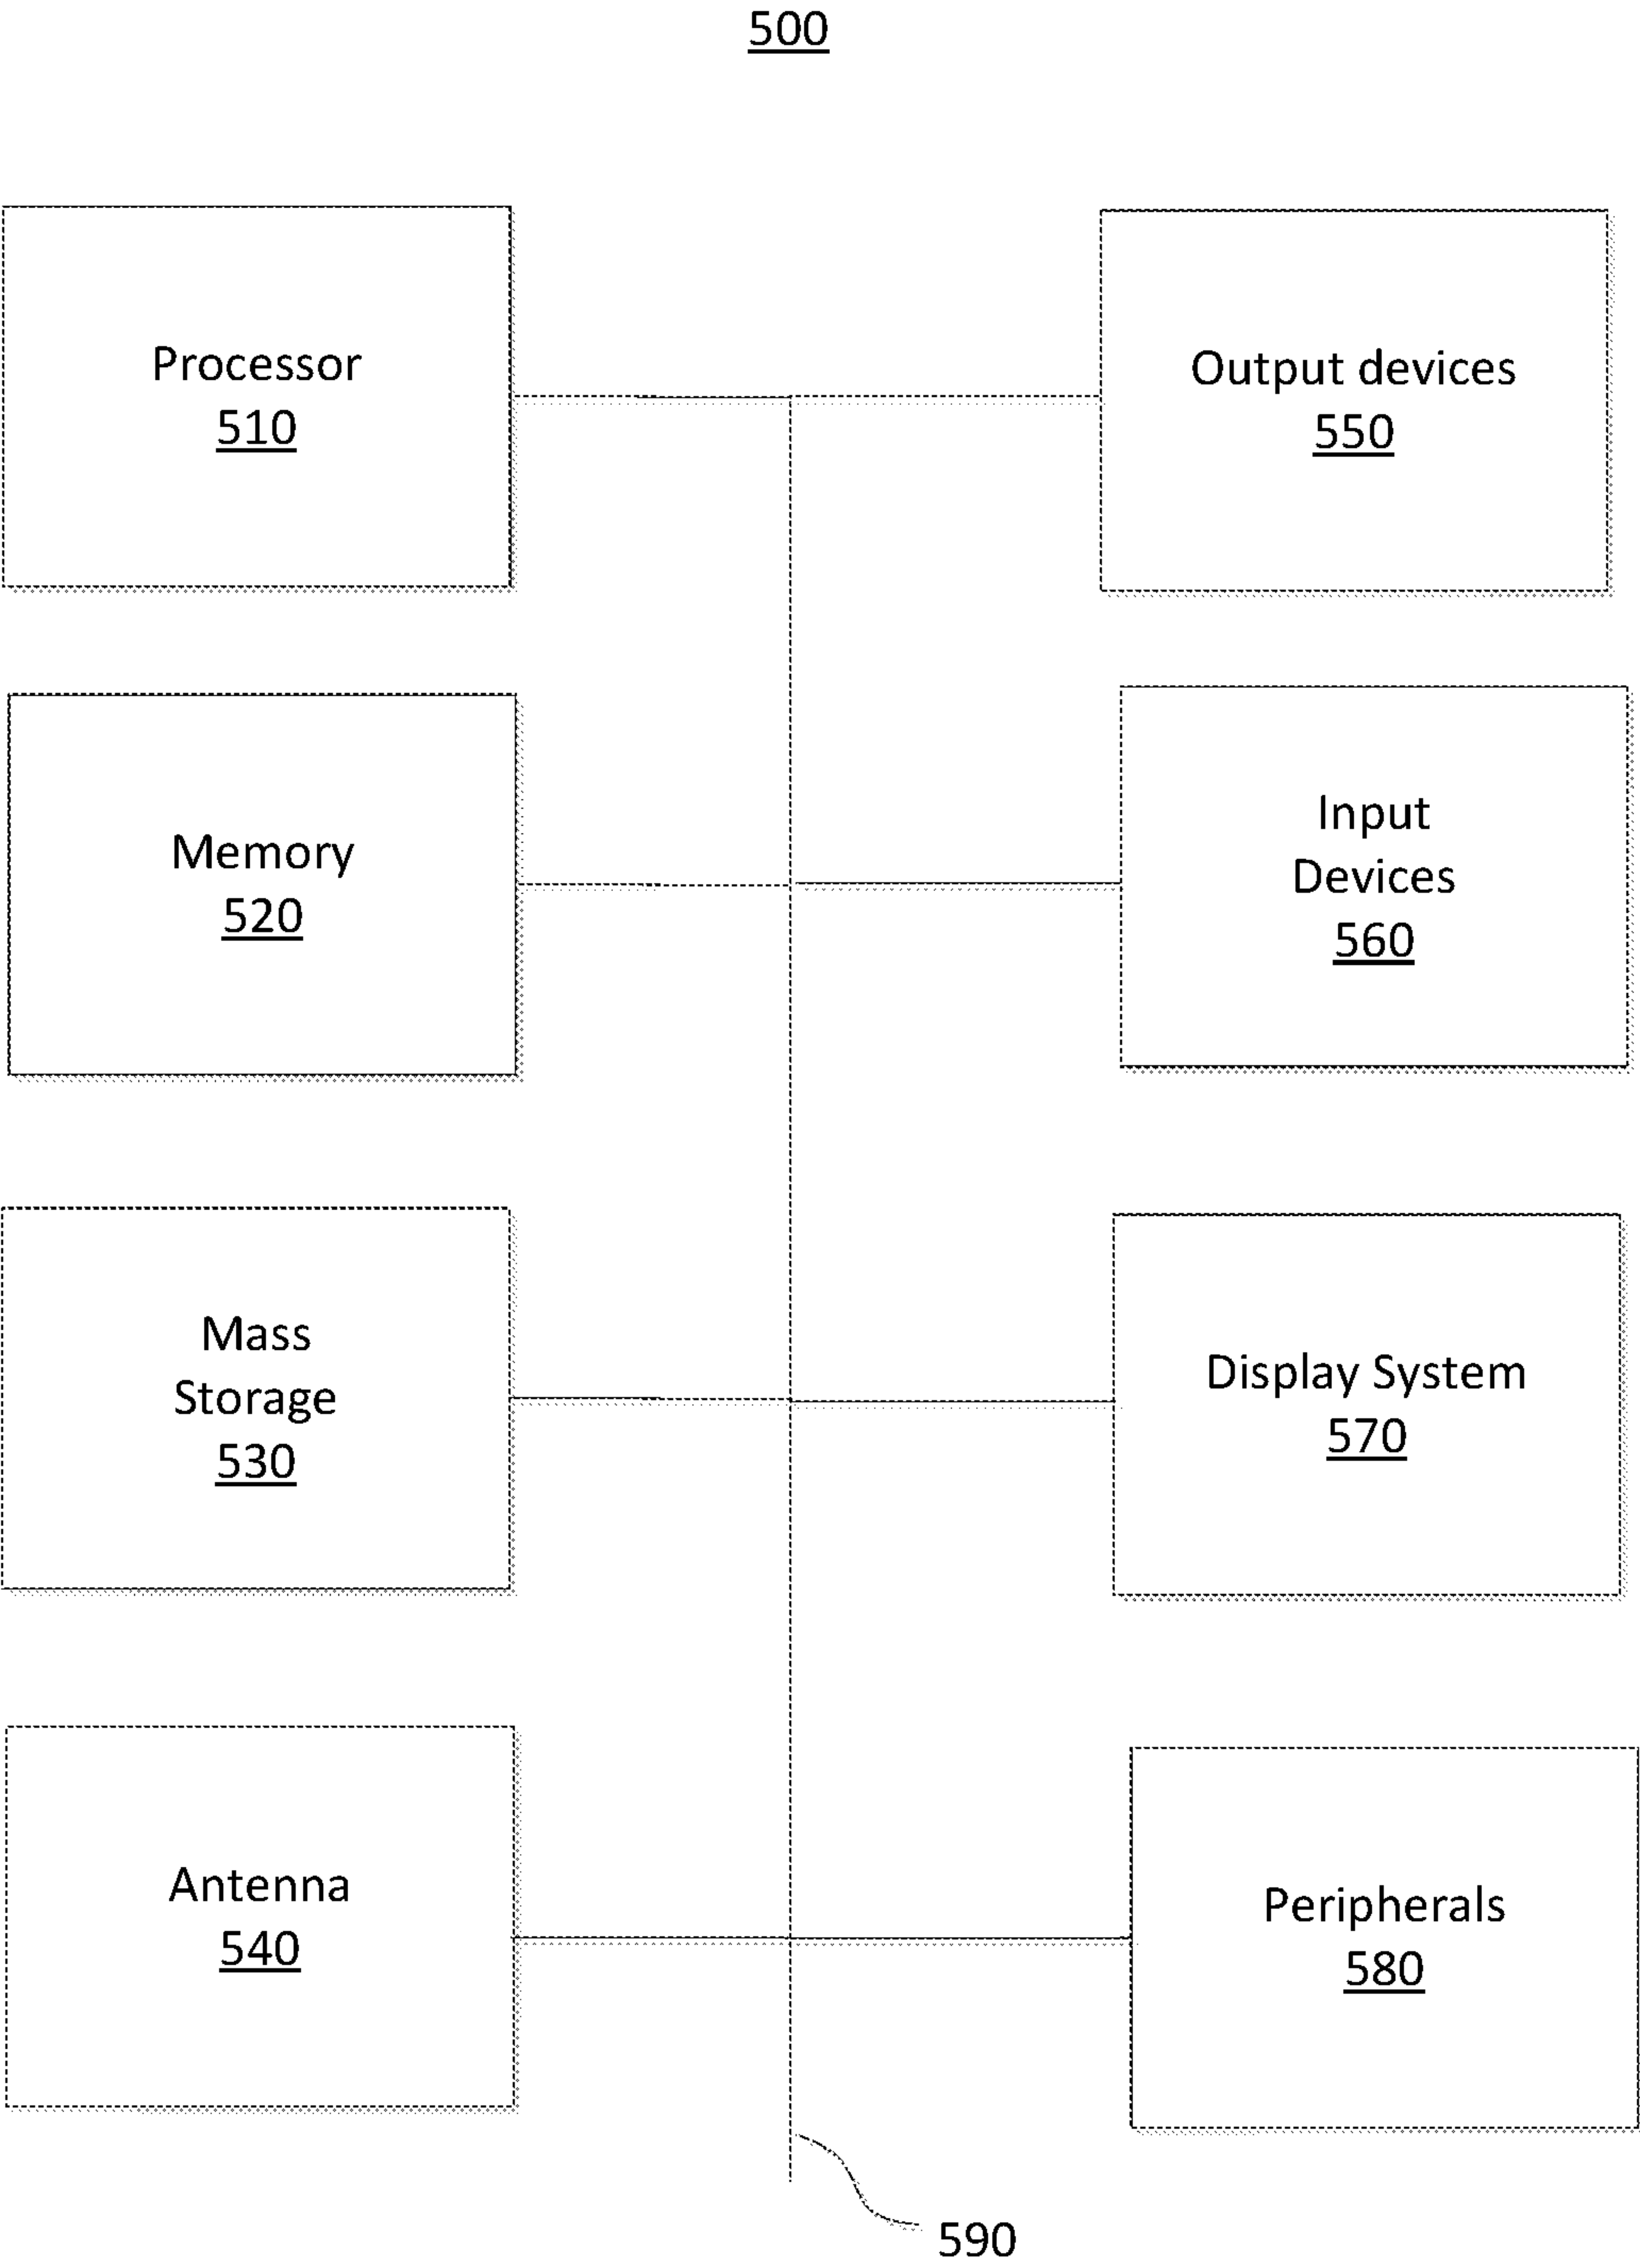 500
Processor
510
Output devices
550
Memory
520
Input
Devices
560
Mass
Storage
530
Display System
570
Antenna
540
Peripherals
580
590